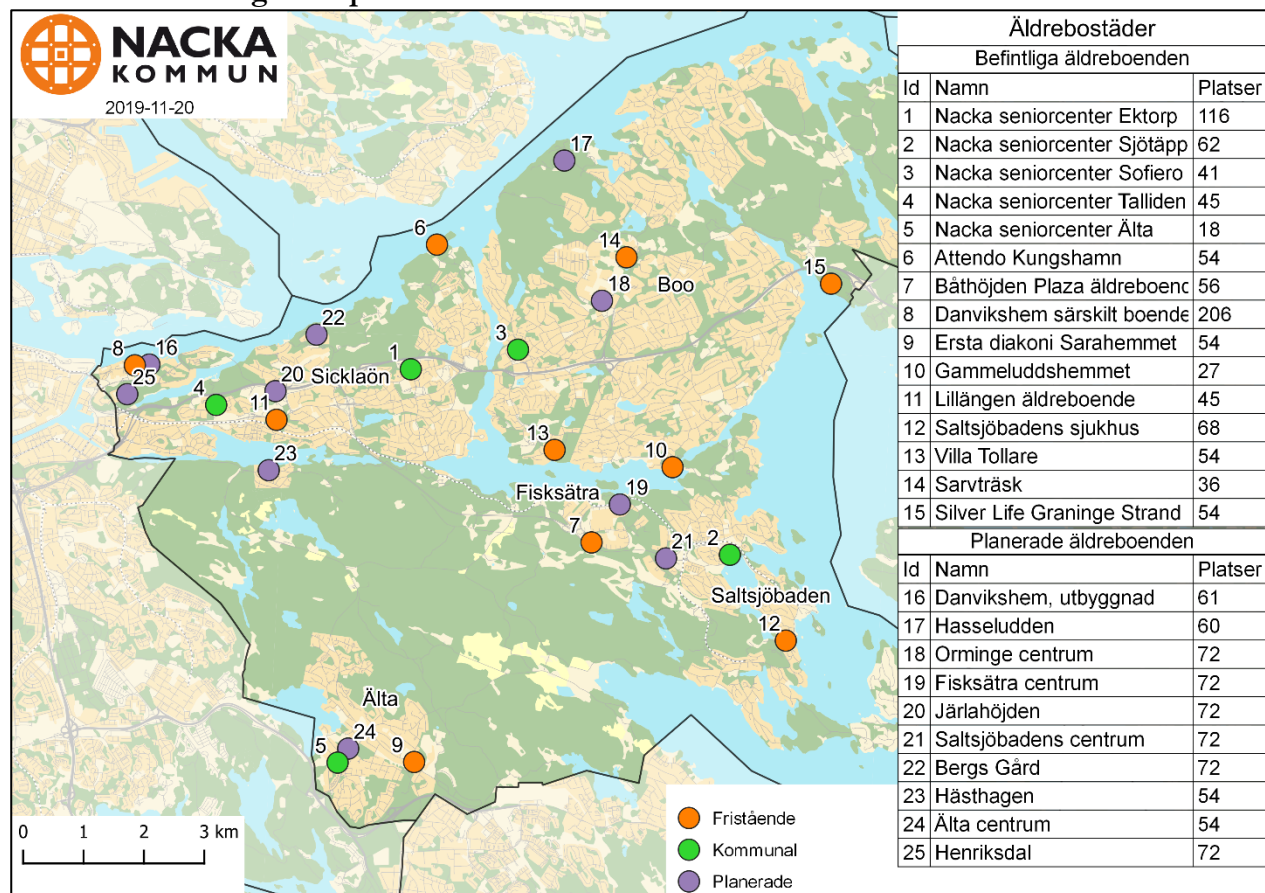 NACKA
KOMMUN
2019-11-20
17
6
14
15
Boo
18
22
3
8
16
1
25
20
Sicklaön
4
11
13
10
23
Fisksätra
19
7
21
2
Saltsjöbaden
12
Älta
24
5
9
0 1 2 3 km
Fristående
Kommunal
Planerade
Äldrebostäder
Befintliga äldreboenden
Id Namn Platser
1 Nacka seniorcenter Ektorp 116
2 Nacka seniorcenter Sjötäpp 62
3 Nacka seniorcenter Sofiero 41
4 Nacka seniorcenter Talliden 45
5 Nacka seniorcenter Älta 18
6 Attendo Kungshamn 54
7 Båthöjden Plaza äldreboenc 56
8 Danvikshem särskilt boende 206
9 Ersta diakoni Sarahemmet 54
10 Gammeluddshemmet 27
11 Lillängen äldreboende 45
12 Saltsjöbadens sjukhus 68
13 Villa Tollare 54
14 Sarvträsk 36
15 Silver Life Graninge Strand 54
Planerade äldreboenden
Id Namn Platser
16 Danvikshem, utbyggnad 61
17 Hasseludden 60
18 Orminge centrum 72
19 Fisksätra centrum 72
20 Järlahöjden 72
21 Saltsjöbadens centrum 72
22 Bergs Gård 72
23 Hästhagen 54
24 Älta centrum 54
25 Henriksdal 72